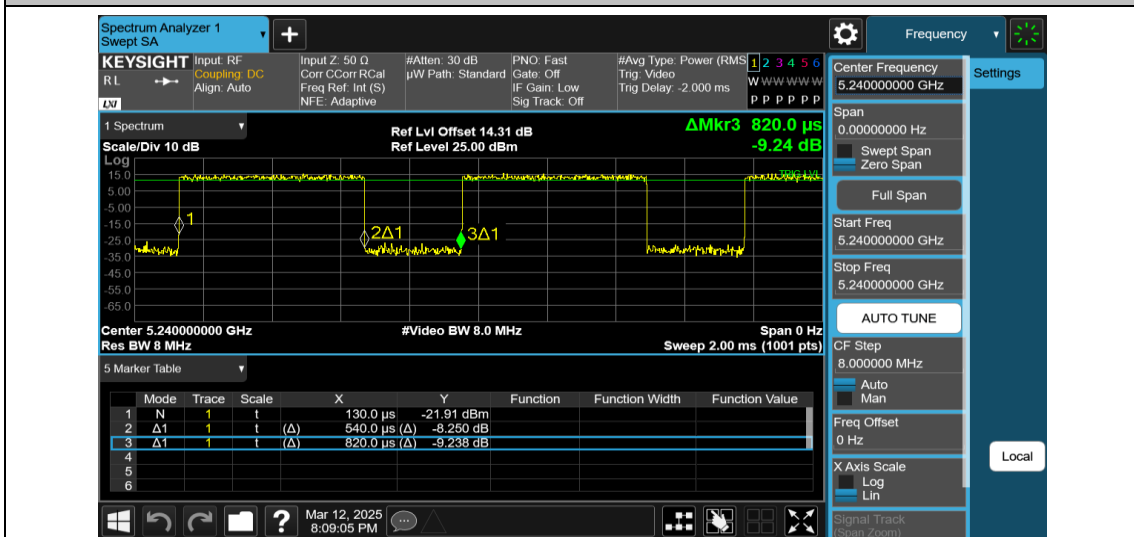 Spectrum Analyzer 1
Swept SA
+
Frequency
KEYSIGHT
RL
LXI
Input: RF
Coupling: DC
Align: Auto
Input Z: 50 Ω
Corr CCorr RCal
Freq Ref: Int (S)
NFE: Adaptive
#Atten: 30 dB
µW Path: Standard
PNO: Fast
Gate: Off
IF Gain: Low
Sig Track: Off
#Avg Type: Power (RMS
Trig: Video
Trig Delay: -2.000 ms
1 2 3 4 5 6
W W W W W W
P P P P P P
1 Spectrum
Scale/Div 10 dB
Ref Lvl Offset 14.31 dB
Ref Level 25.00 dBm
ΔMkr3 820.0 µs
-9.24 dB
Log
15.0
5.00
-5.00
-15.0
-25.0
-35.0
-45.0
-55.0
-65.0
TRIG LVL
1
2Δ1
3Δ1
Center 5.240000000 GHz
#Video BW 8.0 MHz
Span 0 Hz
Res BW 8 MHz
Sweep 2.00 ms (1001 pts)
5 Marker Table
Mode Trace Scale X Y Function Function Width Function Value
1 N 1 t 130.0 µs -21.91 dBm
2 Δ1 1 t (Δ) 540.0 µs (Δ) -8.250 dB
3 Δ1 1 t (Δ) 820.0 µs (Δ) -9.238 dB
4
5
6
Mar 12, 2025
8:09:05 PM
?
Center Frequency
5.240000000 GHz
Span
0.00000000 Hz
Swept Span
Zero Span
Full Span
Start Freq
5.240000000 GHz
Stop Freq
5.240000000 GHz
AUTO TUNE
CF Step
8.000000 MHz
Auto
Man
Freq Offset
0 Hz
X Axis Scale
Log
Lin
Signal Track
(Span Zoom)
Settings
Local